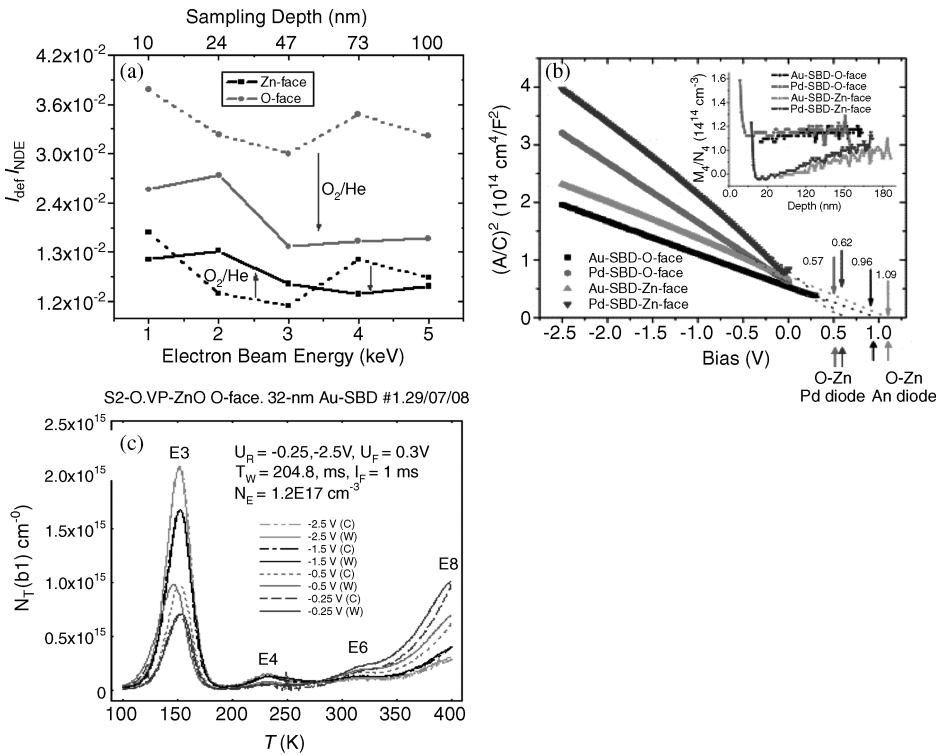 Sampling Depth (nm)
10 24 47 73 100
4.2x10-2
3.6x10-2
3.0x10-2
2.4x10-2
1.3x10-2
1.2x10-2
(a)
Zn-face
O-face
O2/He
O2/He
Idef INDE
1 2 3 4 5
Electron Beam Energy (keV)
(b)
(A/C)2 (1014 cm4/F2)
4
3
2
1
0
Au-SBD-O-face
Pd-SBD-O-face
Au-SBD-Zn-face
Pd-SBD-Zn-face
M4/N4 (1014 cm-3)
1.6
1.2
1.2
0.0
0.0 20 120 150 180
Depth (nm)
Au-SBD-O-face
Pd-SBD-O-face
Au-SBD-Zn-face
Pd-SBD-Zn-face
0.57
0.62
0.96
1.09
-2.5 -2.0 -1.5 -1.0 -0.5 0.0 0.5 1.0
Bias (V)
O-Zn
Pd diode
O-Zn
An diode
S2-O.VP-ZnO O-face. 32-nm Au-SBD #1.29/07/08
(c)
NT(b1) cm-0
2.5x1015
2.0x1015
1.5x1015
1.0x1015
0.5x1015
0
E3
UR = -0.25,-2.5V, UF = 0.3V
TW = 204.8, ms, IF = 1 ms
NE = 1.2E17 cm-3
-2.5 V (C)
-2.5 V (W)
-1.5 V (C)
-1.5 V (W)
-0.5 V (C)
-0.5 V (W)
-0.25 V (C)
-0.25 V (W)
E4
E6
E8
100 150 200 250 300 350 400
T (K)